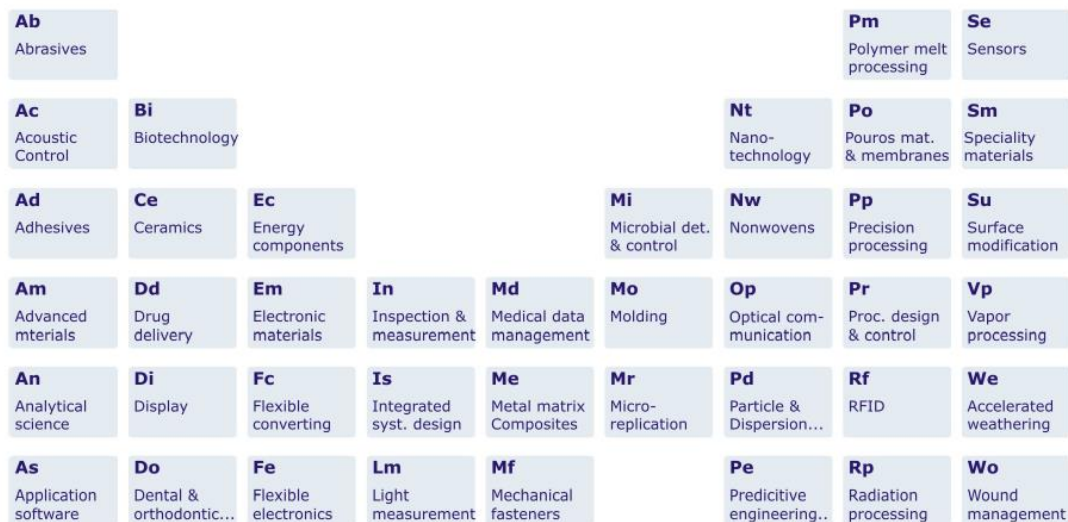 Ab
Abrasives
Pm
Polymer melt
processing
Se
Sensors
Ac
Acoustic
Control
Bi
Biotechnology
Nt
Nano-
technology
Po
Pouros mat.
& membranes
Sm
Speciality
materials
Ad
Adhesives
Ce
Ceramics
Ec
Energy
components
Mi
Microbial det.
& control
Nw
Nonwovens
Pp
Precision
processing
Su
Surface
modification
Am
Advanced
mterials
Dd
Drug
delivery
Em
Electronic
materials
In
Inspection &
measurement
Md
Medical data
management
Mo
Molding
Op
Optical com-
munication
Pr
Proc. design
& control
Vp
Vapor
processing
An
Analytical
science
Di
Display
Fc
Flexible
converting
Is
Integrated
syst. design
Me
Metal matrix
Composites
Mr
Micro-
replication
Pd
Particle &
Dispersion...
Rf
RFID
We
Accelerated
weathering
As
Application
software
Do
Dental &
orthodontic...
Fe
Flexible
electronics
Lm
Light
measurement
Mf
Mechanical
fasteners
Pe
Predicitive
engineering..
Rp
Radiation
processing
Wo
Wound
management